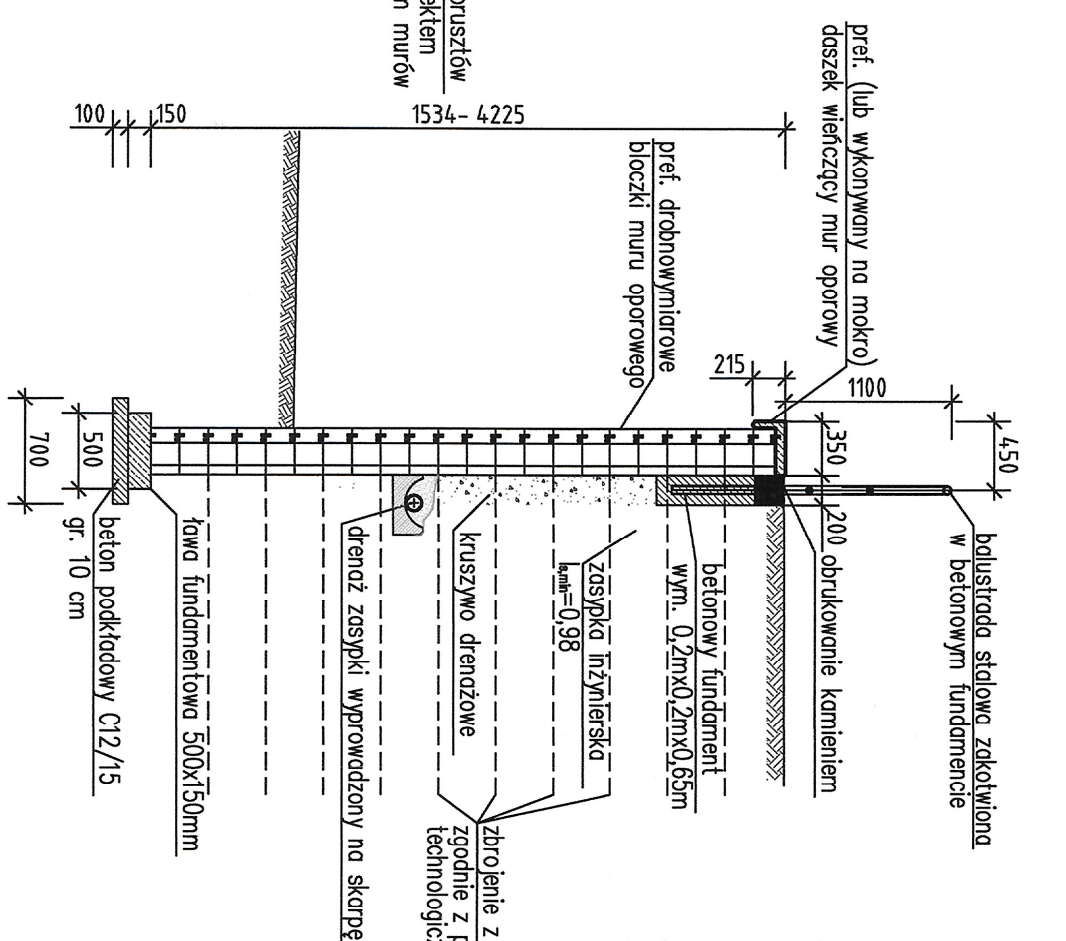 pref. (lub wykonywany na mokro)
daszek wieńczący mur oporowy
1100
450
balustrada stalowa zakotwiona
w betonowym fundamencie
350
200
obrukowanie kamieniem
215
pref. drobnowymiarowe
bloczki muru oporowego
betonowy fundament
wym. 0,2mx0,2mx0,65m
zasypka inżynierska
Is,min=0,98
kruszywo drenażowe
zbrojenie z
zgodnie z
technologic
murów
1534- 4225
drenaż zasypki wyprowadzony na skarpę
150
100
ława fundamentowa 500x150mm
beton podkładowy C12/15
gr. 10 cm
500
700